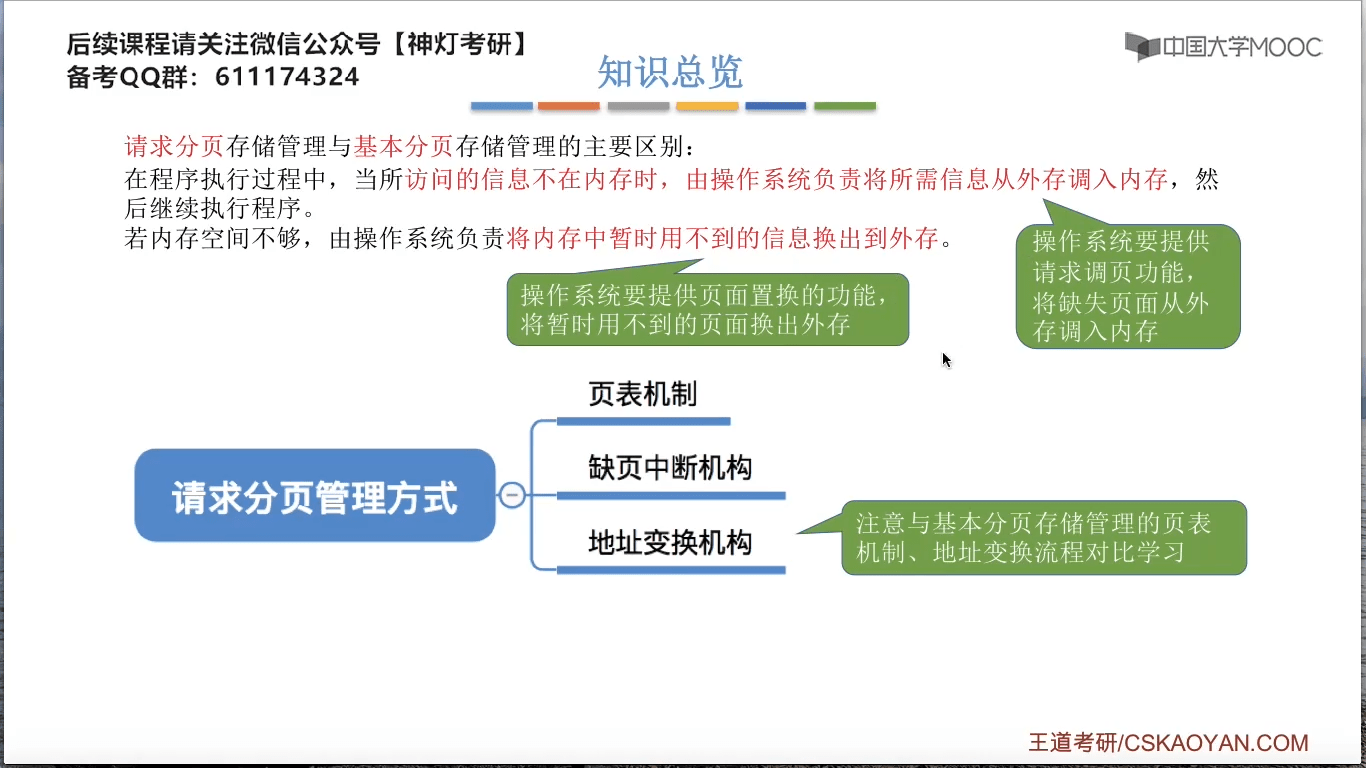 后续课程请关注微信公众号【神灯考研】
备考QQ群：611174324
中国大学MOOC
知识总览
请求分页存储管理与基本分页存储管理的主要区别：
在程序执行过程中，当所访问的信息不在内存时，由操作系统负责将所需信息从外存调入内存，然
后继续执行程序。
若内存空间不够，由操作系统负责将内存中暂时用不到的信息换出到外存。
操作系统要提供
请求调页功能，
将缺失页面从外
存调入内存
操作系统要提供页面置换的功能，
将暂时用不到的页面换出外存
页表机制
缺页中断机构
请求分页管理方式
地址变换机构
注意与基本分页存储管理的页表
机制、地址变换流程对比学习
王道考研/CSKAOYAN.COM